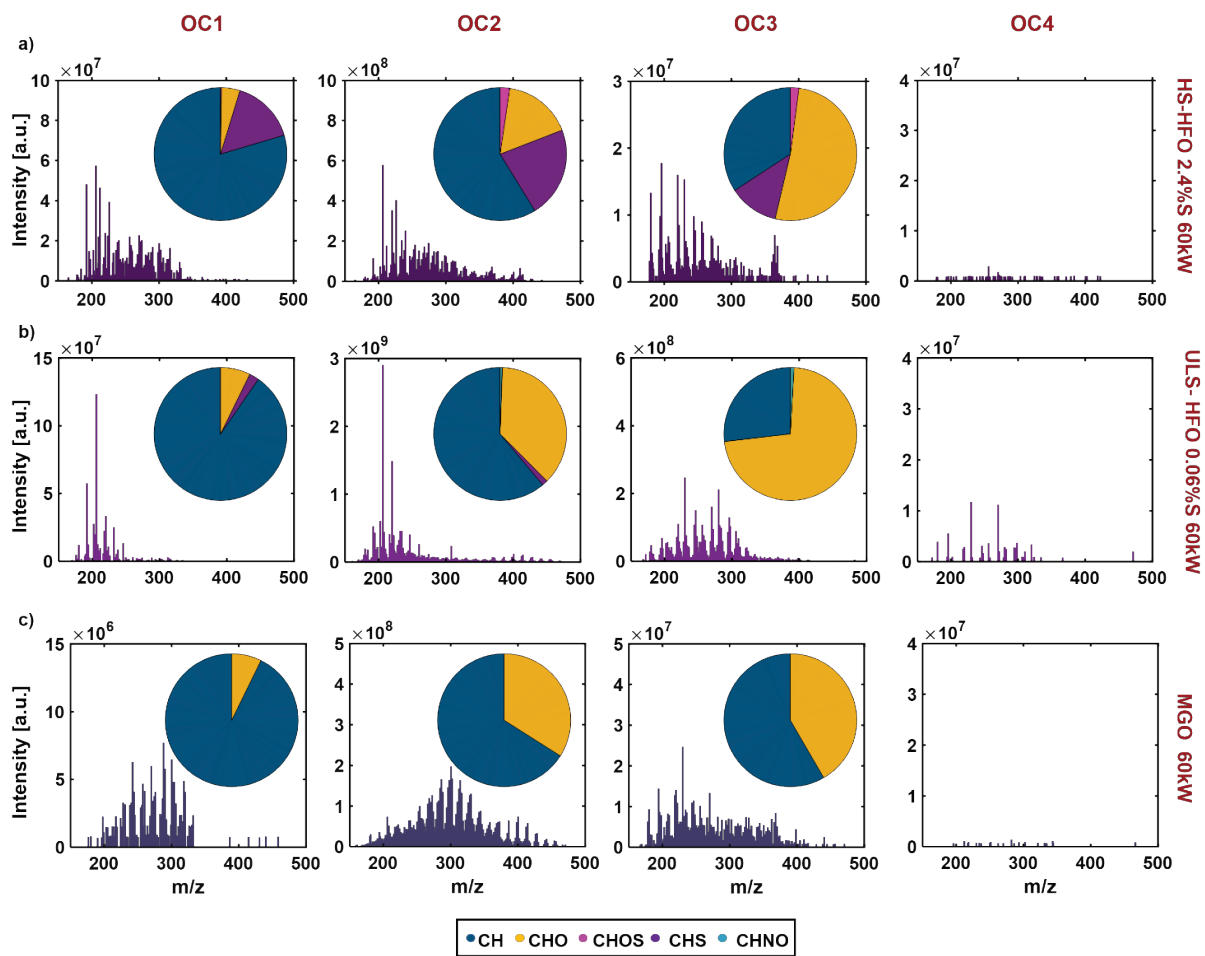 OC1 OC2 OC3 OC4
a)
×10^7 ×10^8 ×10^7 ×10^7
Intensity [a.u.]
10 8 6 4 2 0
200 300 400 500
10 8 6 4 2 0
200 300 400 500
3 2 1 0
200 300 400 500
4 3 2 1 0
200 300 400 500
HS-HFO 2.4%S 60kW
b)
×10^7 ×10^9 ×10^8 ×10^7
Intensity [a.u.]
15 10 5 0
200 300 400 500
3 2 1 0
200 300 400 500
6 4 2 0
200 300 400 500
4 3 2 1 0
200 300 400 500
ULS- HFO 0.06%S 60kW
c)
×10^6 ×10^8 ×10^7 ×10^7
Intensity [a.u.]
15 10 5 0
200 300 400 500
m/z
5 4 3 2 1 0
200 300 400 500
m/z
5 4 3 2 1 0
200 300 400 500
m/z
4 3 2 1 0
200 300 400 500
m/z
MGO 60kW
CH CHO CHOS CHS CHNO